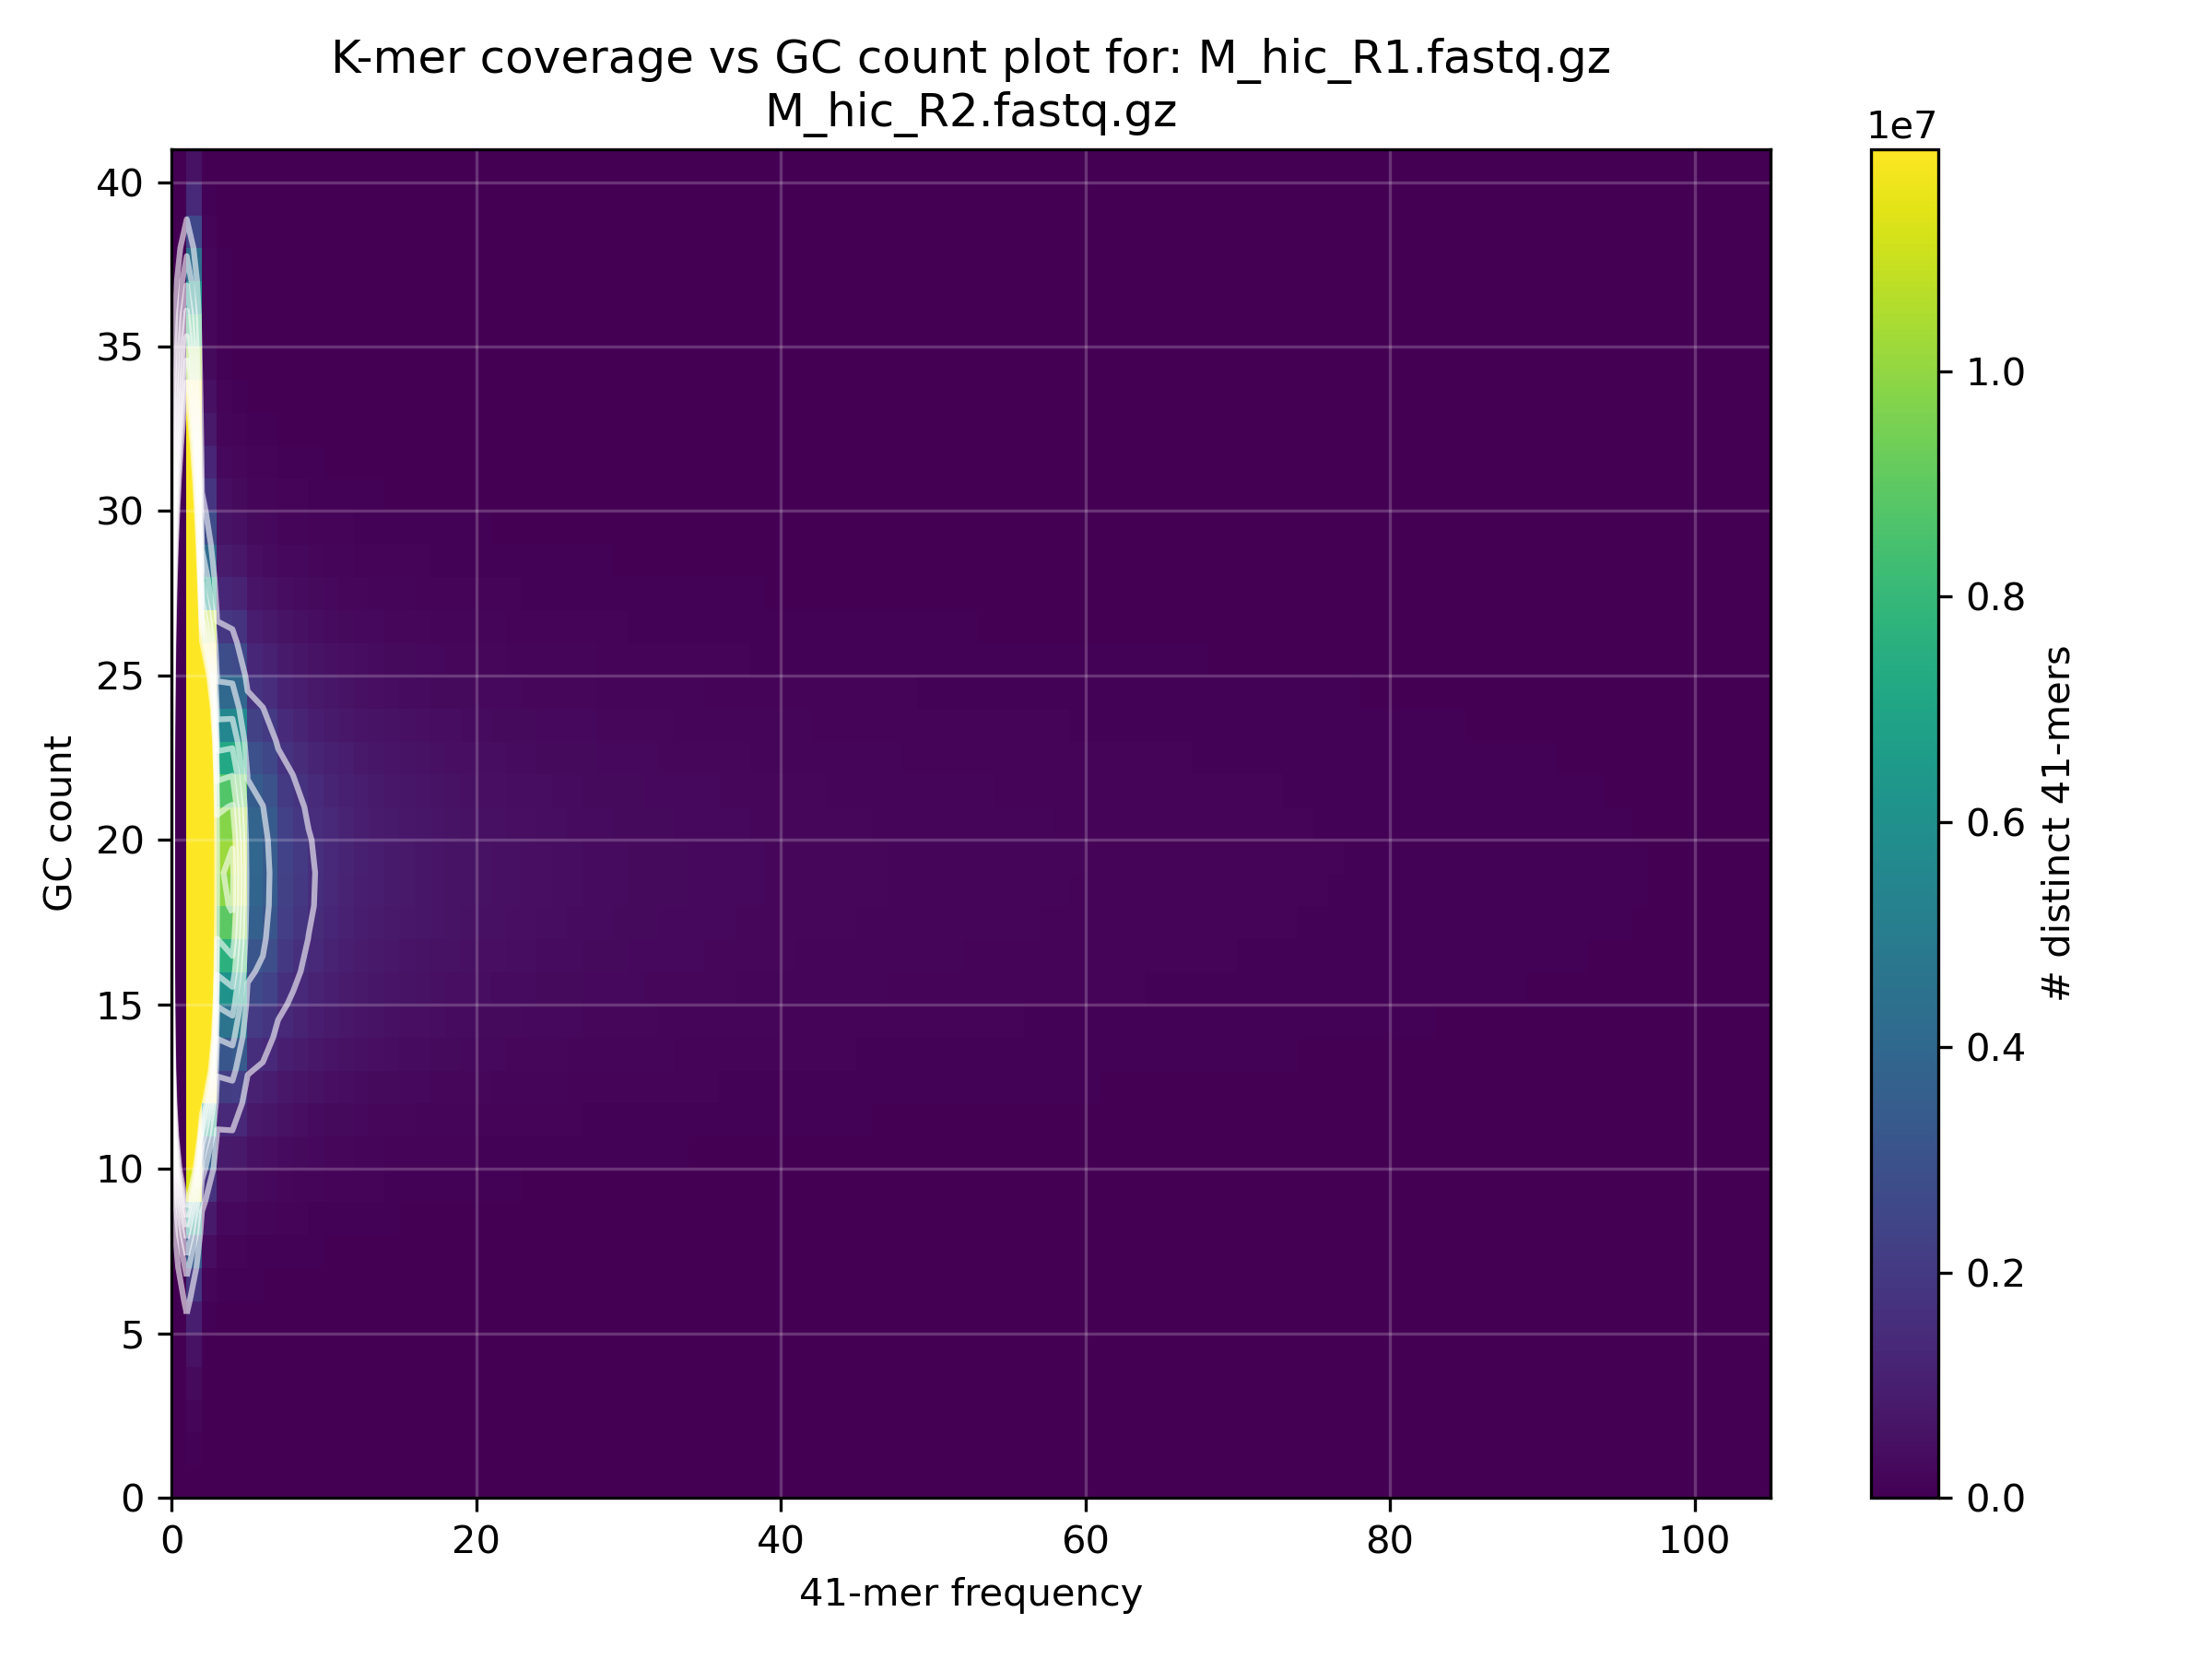 K-mer coverage vs GC count plot for: M_hic_R1.fastq.gz
M_hic_R2.fastq.gz
1e7
40
35
30
25
20
15
10
5
0
GC count
0 20 40 60 80 100
41-mer frequency
1.0
0.8
0.6
0.4
0.2
0.0
# distinct 41-mers